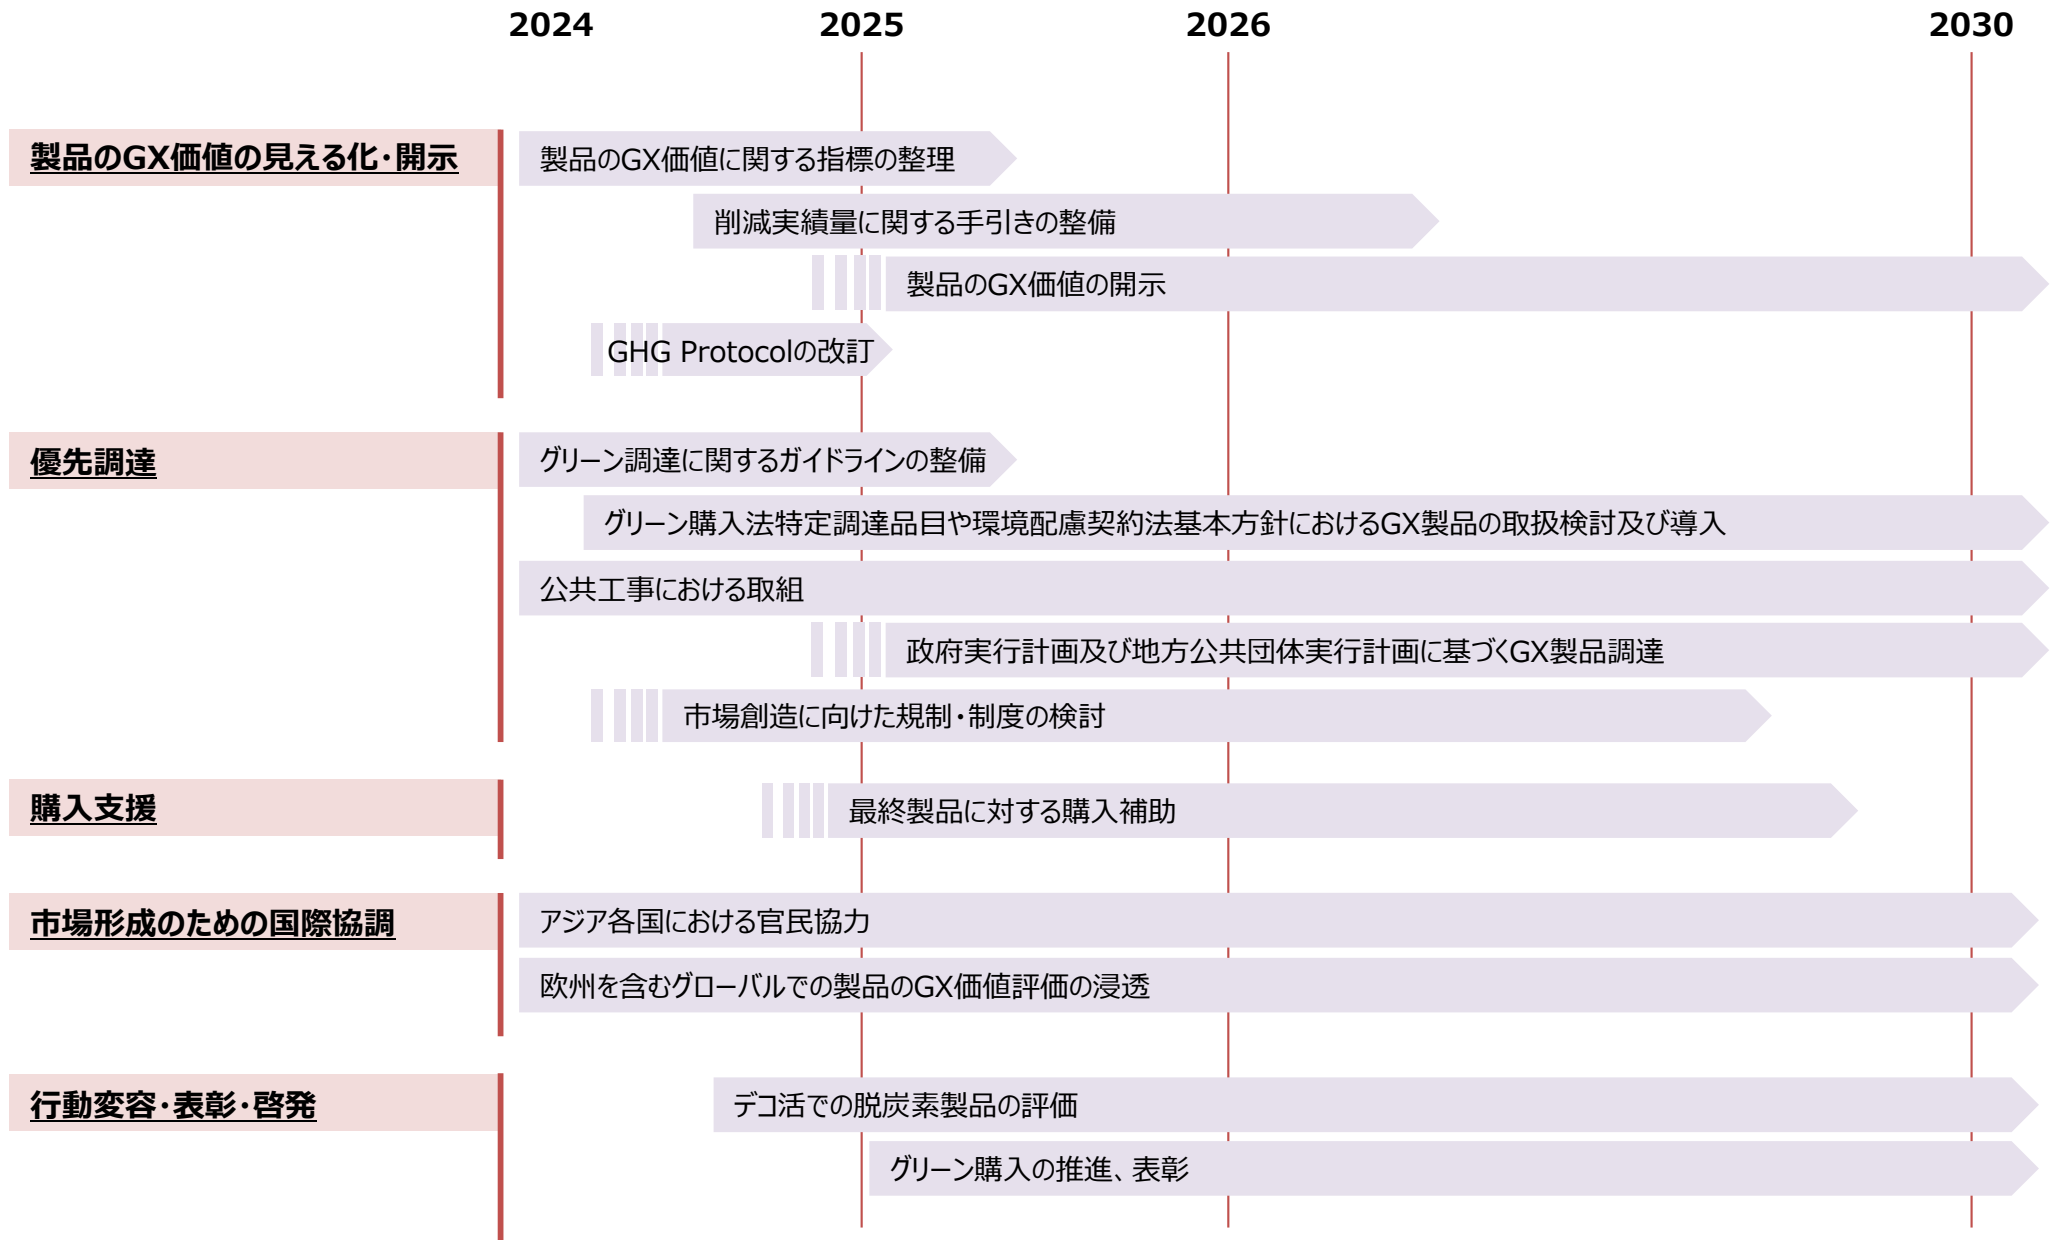 2024 2025 2026 2030
製品のGX価値の見える化・開示
製品のGX価値に関する指標の整理
削減実績量に関する手引きの整備
製品のGX価値の開示
GHG Protocolの改訂
優先調達
グリーン調達に関するガイドラインの整備
グリーン購入法特定調達品目や環境配慮契約法基本方針におけるGX製品の取扱検討及び導入
公共工事における取組
政府実行計画及び地方公共団体実行計画に基づくGX製品調達
市場創造に向けた規制・制度の検討
購入支援
最終製品に対する購入補助
市場形成のための国際協調
アジア各国における官民協力
欧州を含むグローバルでの製品のGX価値評価の浸透
行動変容・表彰・啓発
デコ活での脱炭素製品の評価
グリーン購入の推進、表彰